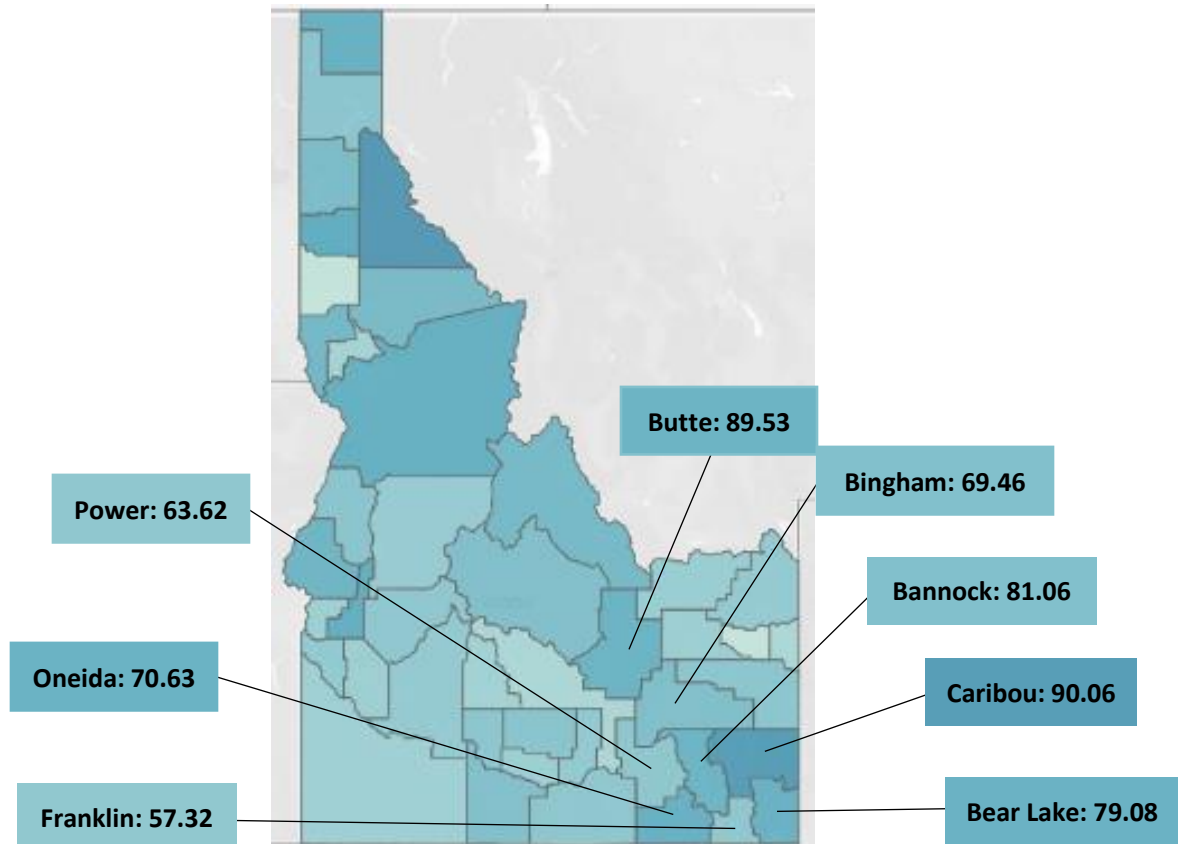 Butte: 89.53
Bingham: 69.46
Power: 63.62
Bannock: 81.06
Oneida: 70.63
Caribou: 90.06
Franklin: 57.32
Bear Lake: 79.08